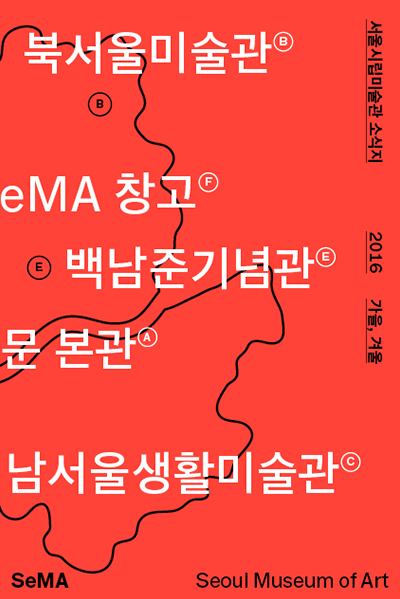 북서울미술관Ⓑ
Ⓑ
eMA 창고Ⓕ
Ⓔ
백남준기념관Ⓔ
문 본관Ⓐ
남서울생활미술관Ⓒ
서울시립미술관 소식지
2016
가을, 겨울
SeMA
Seoul Museum of Art